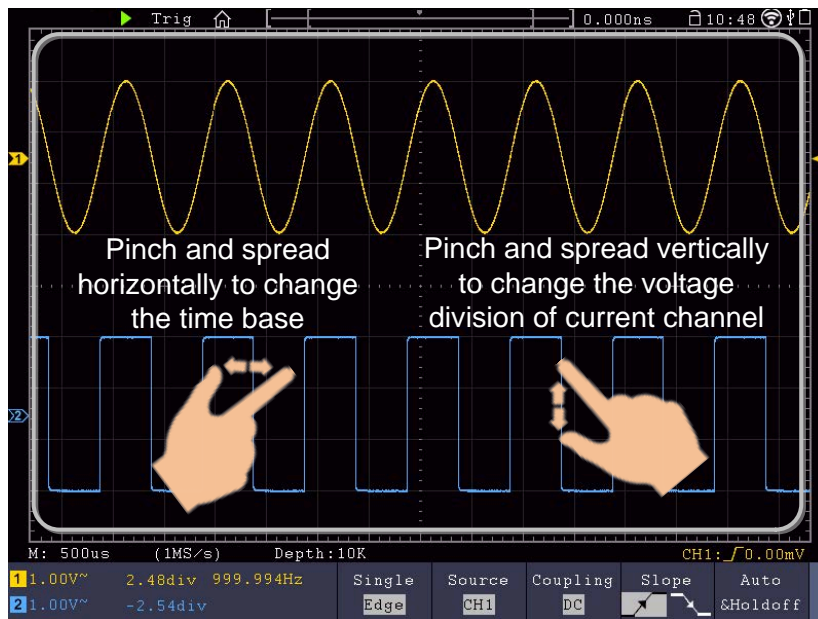 Trig 0.000ns 10:48
1
Pinch and spread
horizontally to change
the time base
Pinch and spread vertically
to change the voltage
division of current channel
2
M: 500us (1MS/s) Depth:10K CH1: 0.00mV
1 1.00V~ 2.48div 999.994Hz
2 1.00V~ -2.54div
Single
Edge
Source
CH1
Coupling
DC
Slope
Auto
&Holdoff